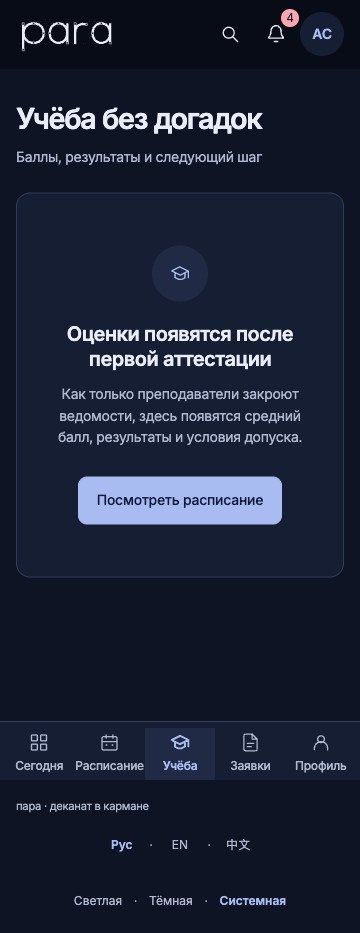 para
4
АС
Учёба без догадок
Баллы, результаты и следующий шаг
Оценки появятся после
первой аттестации
Как только преподаватели закроют
ведомости, здесь появятся средний
балл, результаты и условия допуска.
Посмотреть расписание
Сегодня Расписание Учёба Заявки Профиль
пара · деканат в кармане
Рус · EN · 中文
Светлая · Тёмная · Системная